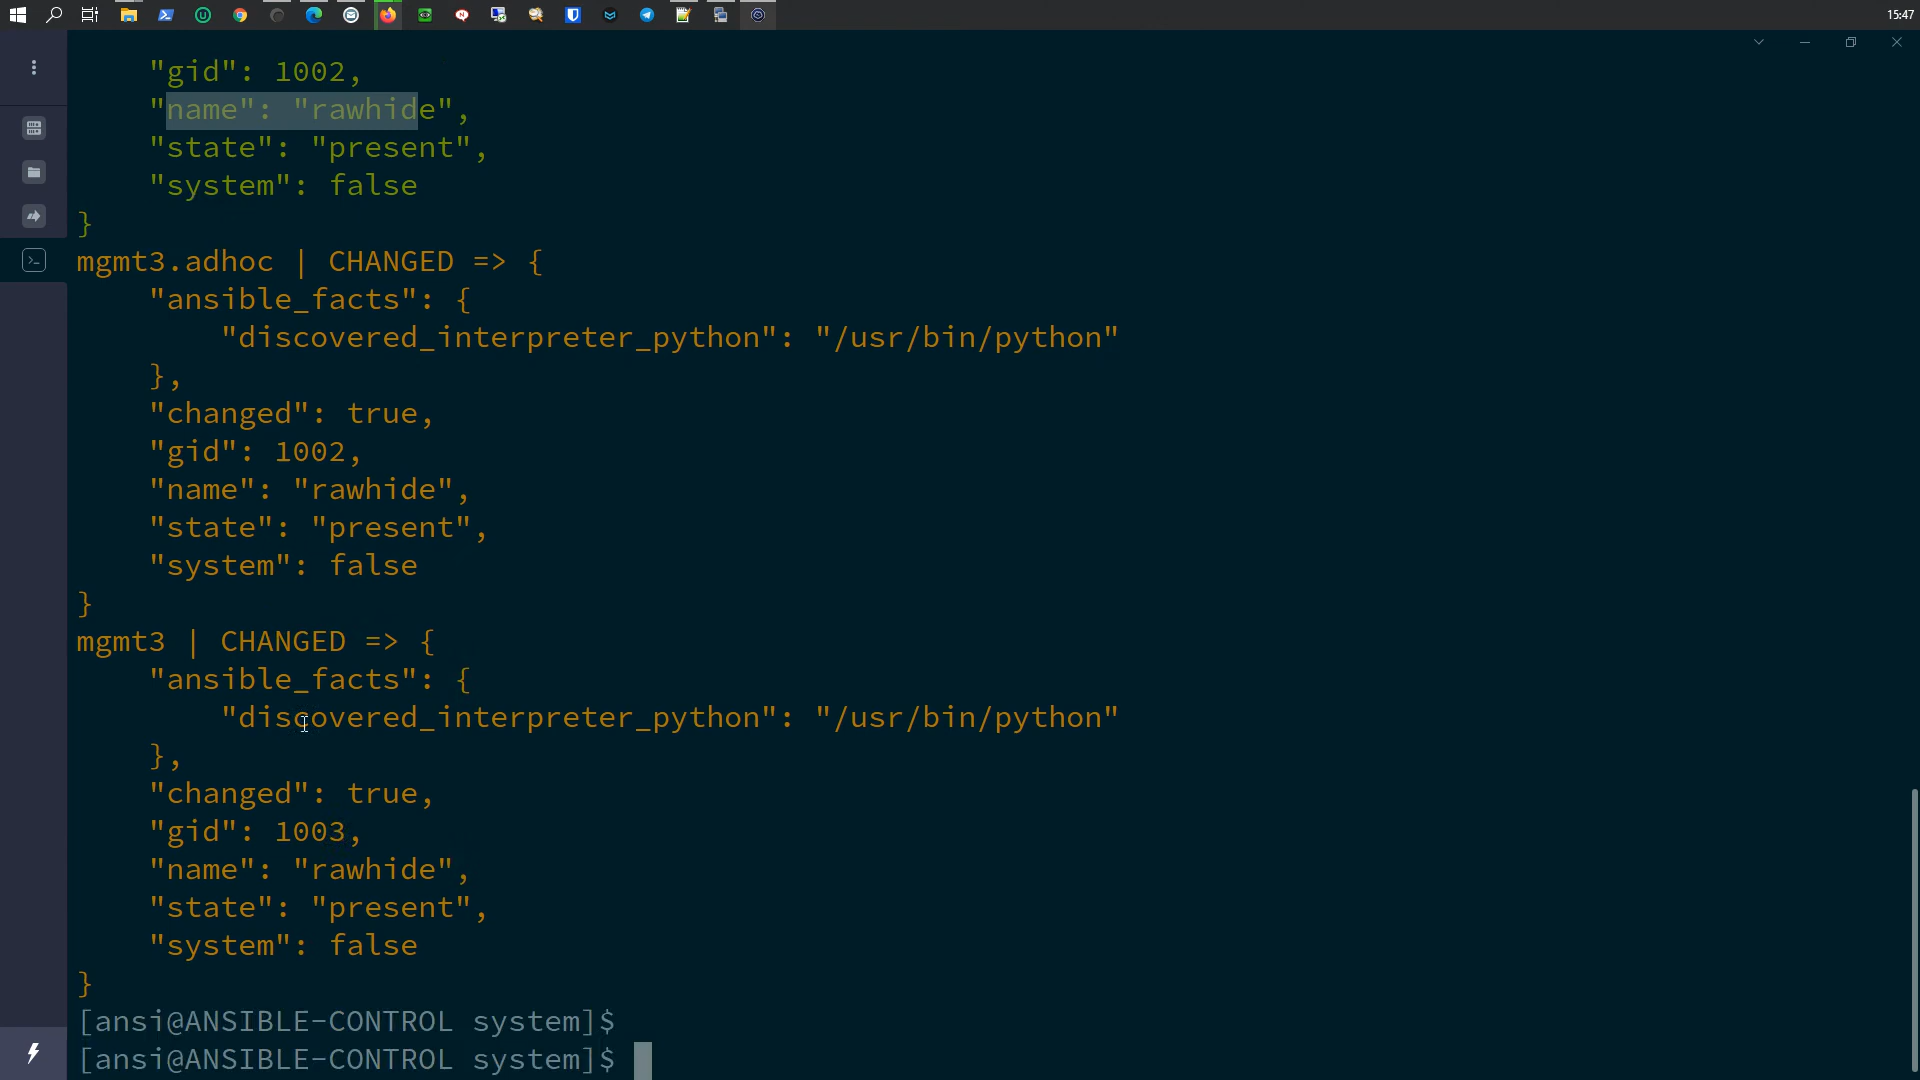 15:47
"gid": 1002,
"name": "rawhide",
"state": "present",
"system": false
}
mgmt3.adhoc | CHANGED => {
"ansible_facts": {
"discovered_interpreter_python": "/usr/bin/python"
},
"changed": true,
"gid": 1002,
"name": "rawhide",
"state": "present",
"system": false
}
mgmt3 | CHANGED => {
"ansible_facts": {
"discovered_interpreter_python": "/usr/bin/python"
},
"changed": true,
"gid": 1003,
"name": "rawhide",
"state": "present",
"system": false
}
[ansi@ANSIBLE-CONTROL system]$
[ansi@ANSIBLE-CONTROL system]$